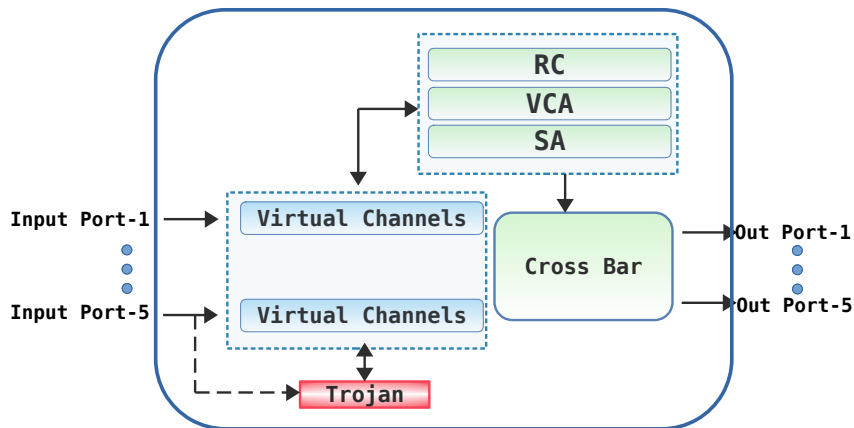 RC
VCA
SA
Input Port-1
Virtual Channels
Out Port-1
Cross Bar
Input Port-5
Virtual Channels
Out Port-5
Trojan